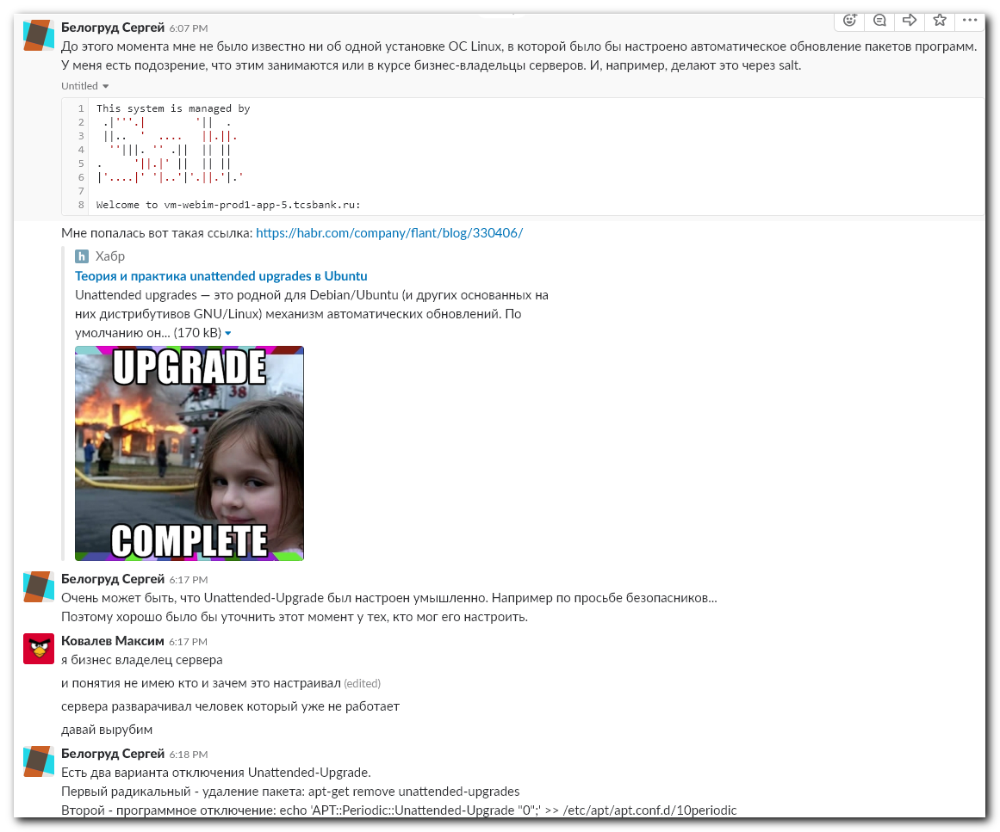 Белогруд Сергей 6:07 PM
До этого момента мне не было известно ни об одной установке ОС Linux, в которой было бы настроено автоматическое обновление пакетов программ.
У меня есть подозрение, что этим занимаются или в курсе бизнес-владельцы серверов. И, например, делают это через salt.
Untitled
1 This system is managed by
2  .|'''.|        '||  .
3  ||..  '  ....   ||.||.
4   ''|||. '' .||  || ||
5 .     '||.|' ||  || ||
6 |'....|' '|..'|'.||.'|.'
7
8 Welcome to vm-webim-prod1-app-5.tcsbank.ru:
Мне попалась вот такая ссылка: https://habr.com/company/flant/blog/330406/
h Хабр
Теория и практика unattended upgrades в Ubuntu
Unattended upgrades — это родной для Debian/Ubuntu (и других основанных на
них дистрибутивов GNU/Linux) механизм автоматических обновлений. По
умолчанию он... (170 kB)
UPGRADE
38
COMPLETE
Белогруд Сергей 6:17 PM
Очень может быть, что Unattended-Upgrade был настроен умышленно. Например по просьбе безопасников...
Поэтому хорошо было бы уточнить этот момент у тех, кто мог его настроить.
Ковалев Максим 6:17 PM
я бизнес владелец сервера
и понятия не имею кто и зачем это настраивал (edited)
сервера разварачивал человек который уже не работает
давай вырубим
Белогруд Сергей 6:18 PM
Есть два варианта отключения Unattended-Upgrade.
Первый радикальный - удаление пакета: apt-get remove unattended-upgrades
Второй - программное отключение: echo 'APT::Periodic::Unattended-Upgrade "0";' >> /etc/apt/apt.conf.d/10periodic